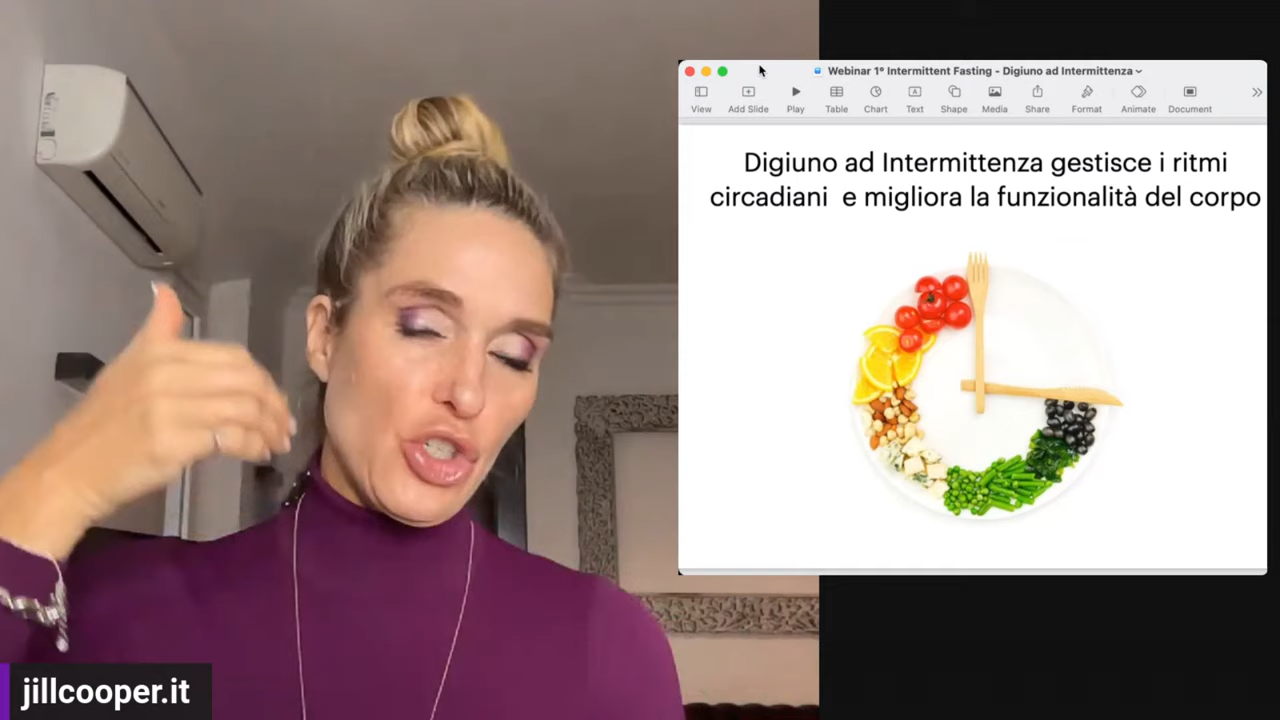 Webinar 1° Intermittent Fasting - Digiuno ad Intermittenza
View Add Slide Play Table Chart Text Shape Media Share Format Animate Document
Digiuno ad Intermittenza gestisce i ritmi
circadiani  e migliora la funzionalità del corpo
jillcooper.it